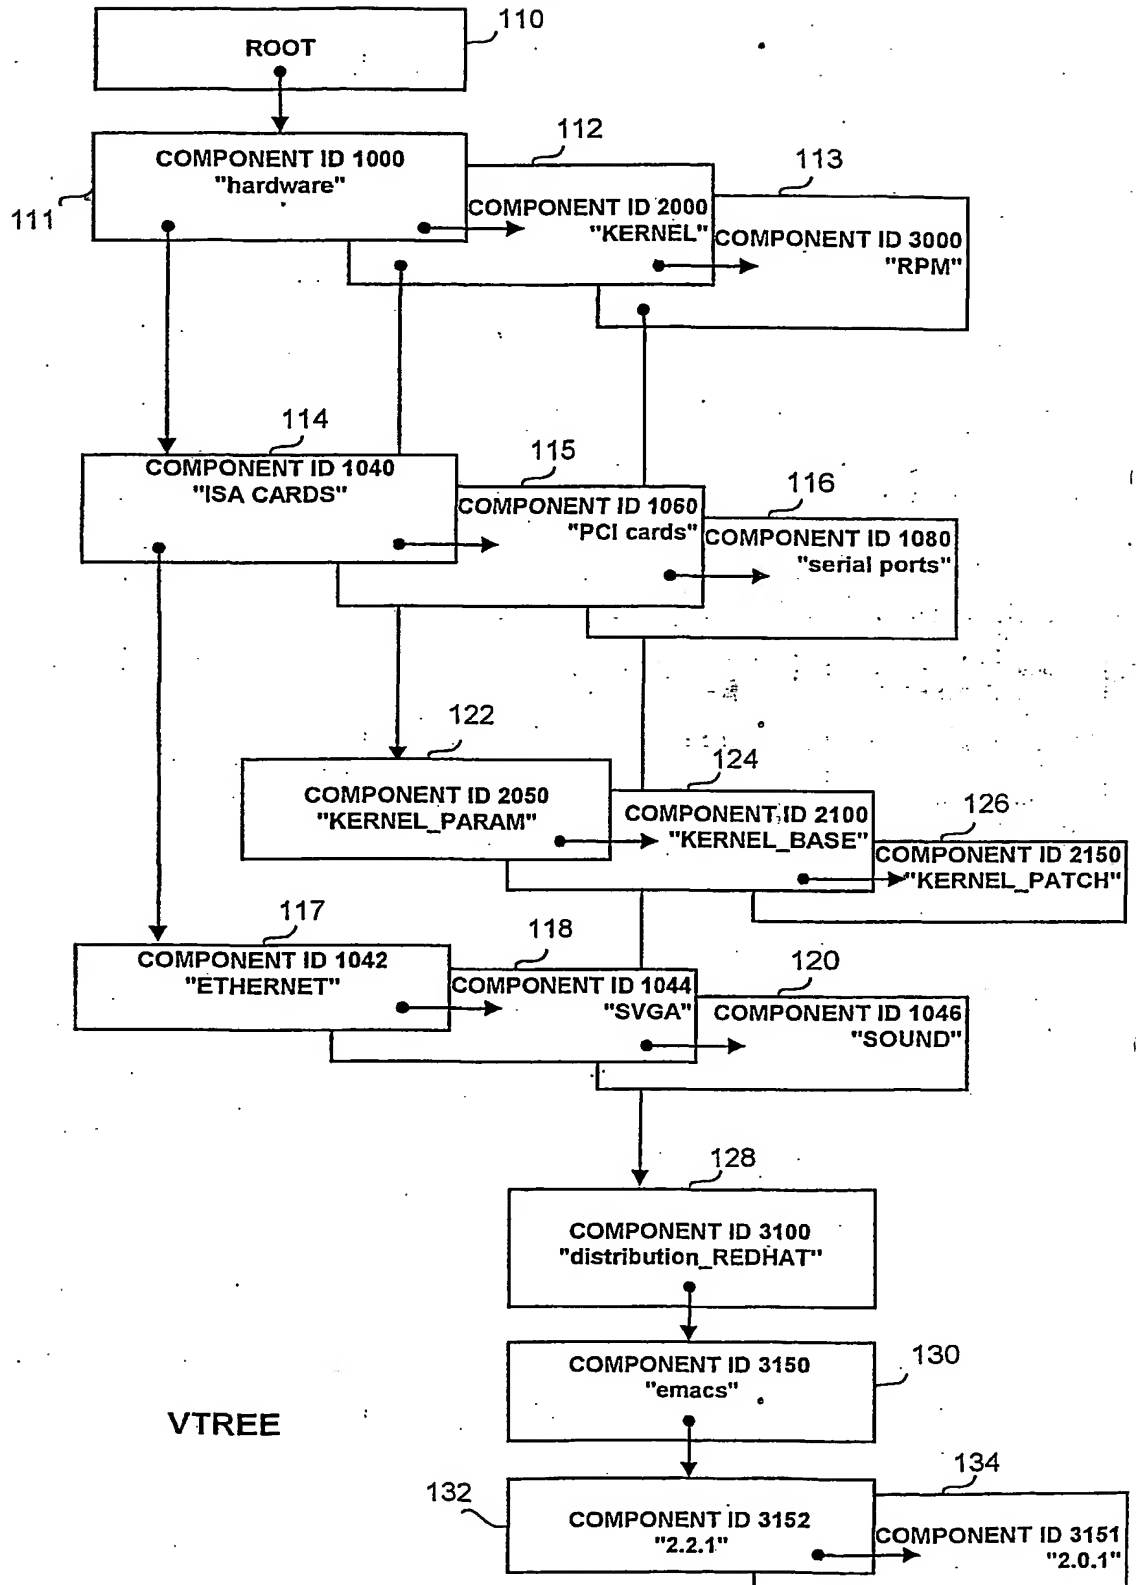 110
ROOT
112
113
COMPONENT ID 1000
"hardware"
111
COMPONENT ID 2000
"KERNEL"
COMPONENT ID 3000
"RPM"
114
115
116
COMPONENT ID 1040
"ISA CARDS"
COMPONENT ID 1060
"PCI cards"
COMPONENT ID 1080
"serial ports"
122
124
126
COMPONENT ID 2050
"KERNEL_PARAM"
COMPONENT ID 2100
"KERNEL_BASE"
COMPONENT ID 2150
"KERNEL_PATCH"
117
118
120
COMPONENT ID 1042
"ETHERNET"
COMPONENT ID 1044
"SVGA"
COMPONENT ID 1046
"SOUND"
128
COMPONENT ID 3100
"distribution_REDHAT"
130
COMPONENT ID 3150
"emacs"
VTREE
132
134
COMPONENT ID 3152
"2.2.1"
COMPONENT ID 3151
"2.0.1"